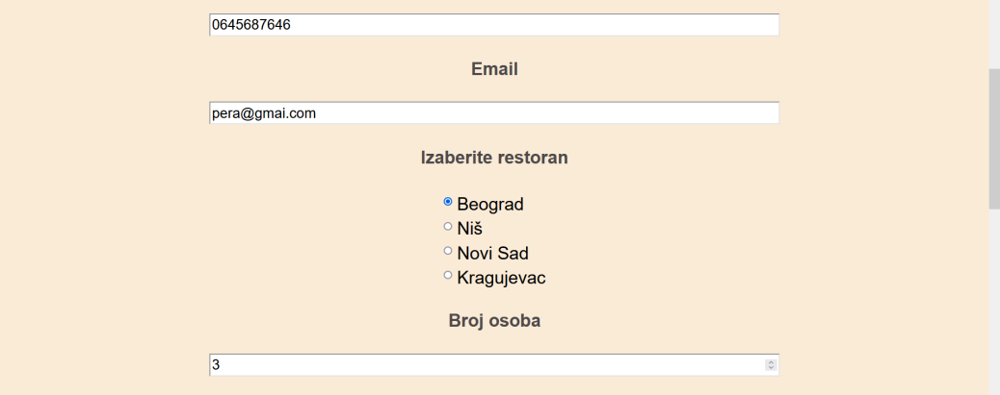 0645687646
Email
pera@gmai.com
Izaberite restoran
Beograd
Niš
Novi Sad
Kragujevac
Broj osoba
3